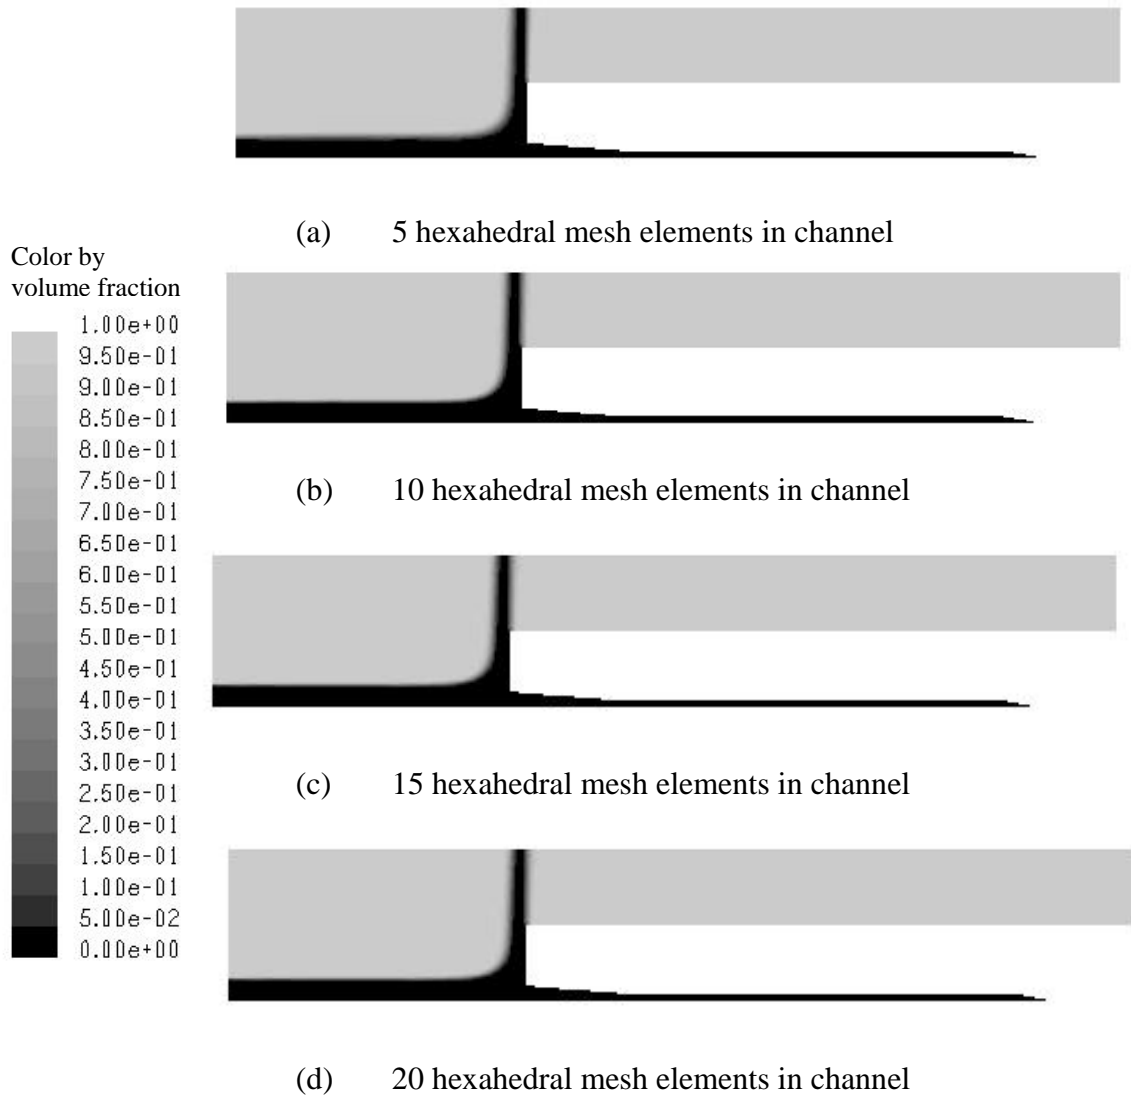 (a) 5 hexahedral mesh elements in channel
Color by
volume fraction
1.00e+00
9.50e-01
9.00e-01
8.50e-01
8.00e-01
7.50e-01
7.00e-01
6.50e-01
6.00e-01
5.50e-01
5.00e-01
4.50e-01
4.00e-01
3.50e-01
3.00e-01
2.50e-01
2.00e-01
1.50e-01
1.00e-01
5.00e-02
0.00e+00
(b) 10 hexahedral mesh elements in channel
(c) 15 hexahedral mesh elements in channel
(d) 20 hexahedral mesh elements in channel